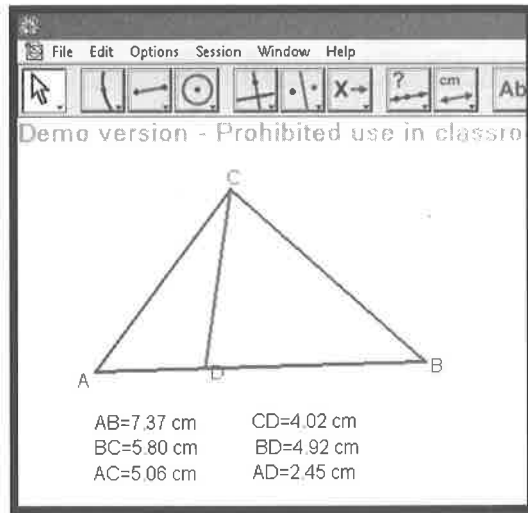 File Edit Options Session Window Help
X
?
cm
Ab
Demo version - Prohibited use in classro
C
A
D
B
AB=7.37 cm CD=4.02 cm
BC=5.80 cm BD=4.92 cm
AC=5.06 cm AD=2.45 cm